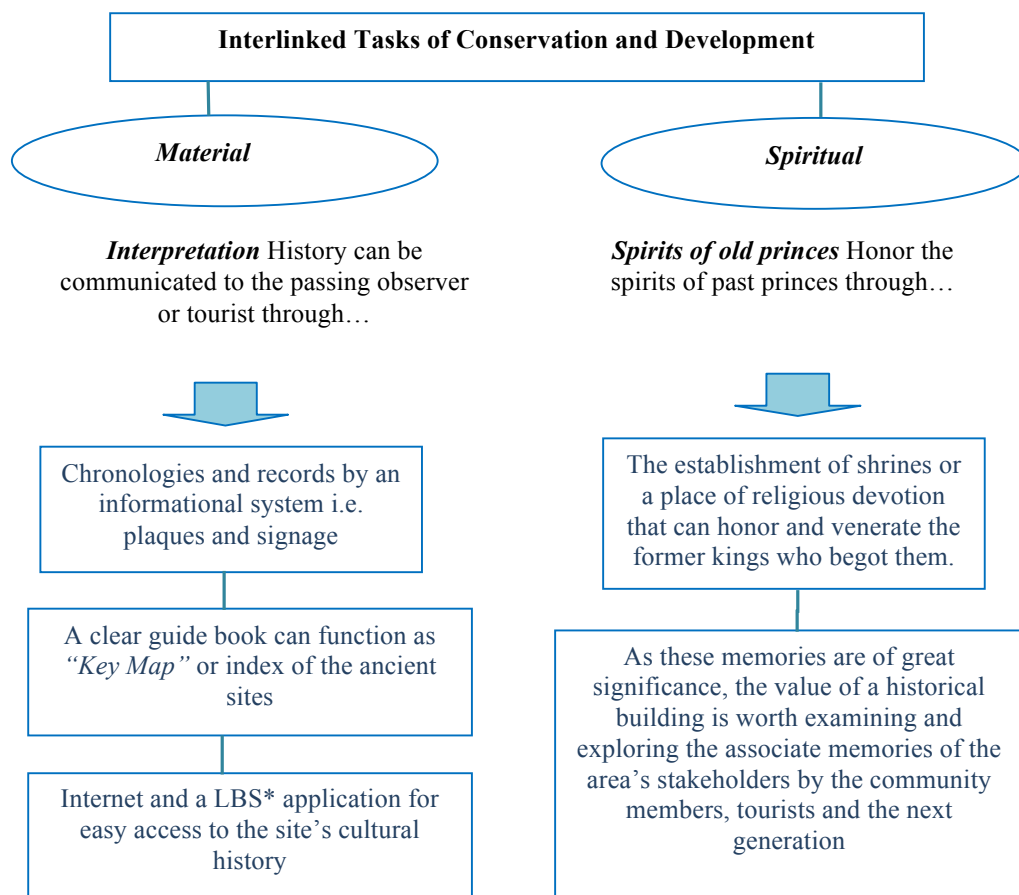 Interlinked Tasks of Conservation and Development
Material
Interpretation History can be
communicated to the passing observer
or tourist through…
Chronologies and records by an
informational system i.e.
plaques and signage
A clear guide book can function as
“Key Map” or index of the ancient
sites
Internet and a LBS* application for
easy access to the site’s cultural
history
Spiritual
Spirits of old princes Honor the
spirits of past princes through…
The establishment of shrines or
a place of religious devotion
that can honor and venerate the
former kings who begot them.
As these memories are of great
significance, the value of a historical
building is worth examining and
exploring the associate memories of the
area’s stakeholders by the community
members, tourists and the next
generation